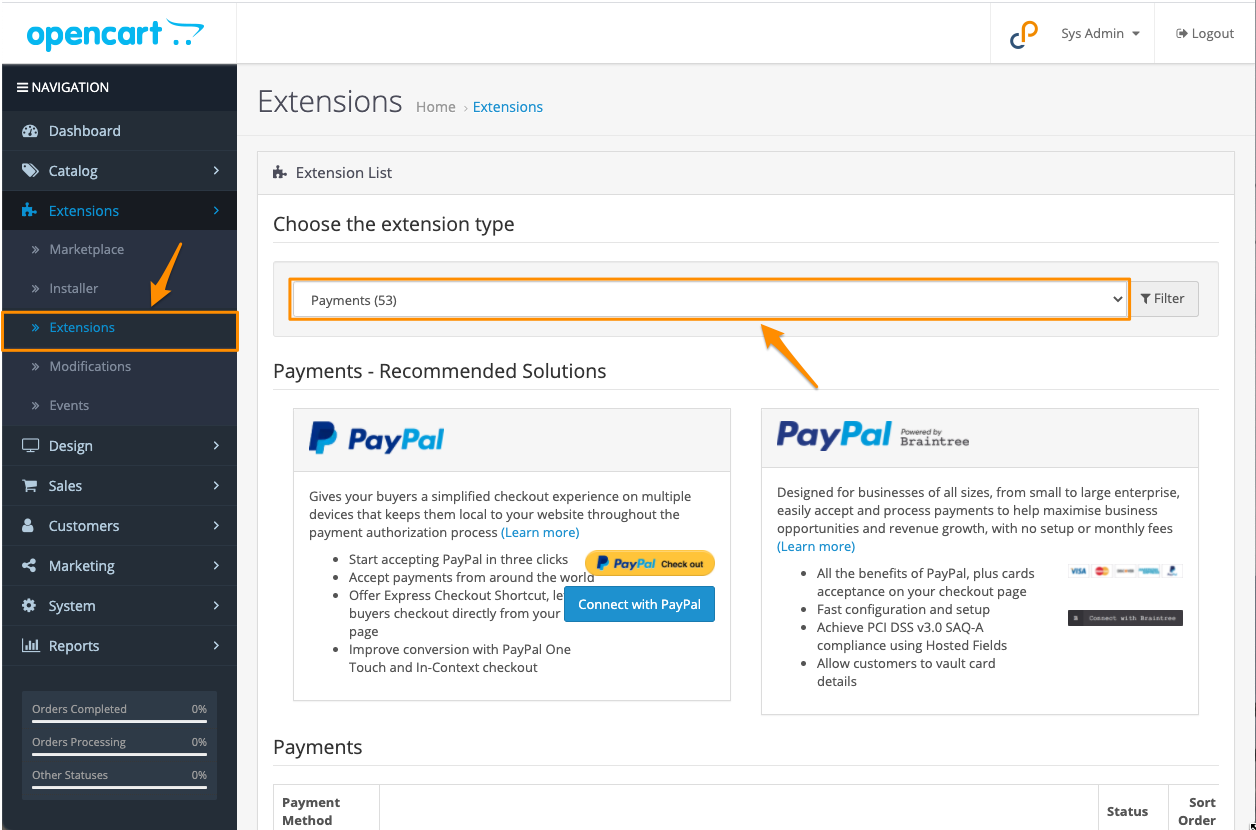 opencart
Sys Admin
Logout
NAVIGATION
Dashboard
Catalog
Extensions
Marketplace
Installer
Extensions
Modifications
Events
Design
Sales
Customers
Marketing
System
Reports
Orders Completed 0%
Orders Processing 0%
Other Statuses 0%
Extensions Home › Extensions
Extension List
Choose the extension type
Payments (53)
Filter
Payments - Recommended Solutions
PayPal
Gives your buyers a simplified checkout experience on multiple
devices that keeps them local to your website throughout the
payment authorization process (Learn more)
• Start accepting PayPal in three clicks
• Accept payments from around the world
• Offer Express Checkout Shortcut, le
buyers checkout directly from your
page
• Improve conversion with PayPal One
Touch and In-Context checkout
PayPal Check out
Connect with PayPal
PayPal Powered by
Braintree
Designed for businesses of all sizes, from small to large enterprise,
easily accept and process payments to help maximise business
opportunities and revenue growth, with no setup or monthly fees
(Learn more)
• All the benefits of PayPal, plus cards
acceptance on your checkout page
• Fast configuration and setup
• Achieve PCI DSS v3.0 SAQ-A
compliance using Hosted Fields
• Allow customers to vault card
details
VISA
Connect with Braintree
Payments
Payment
Method
Status
Sort
Order